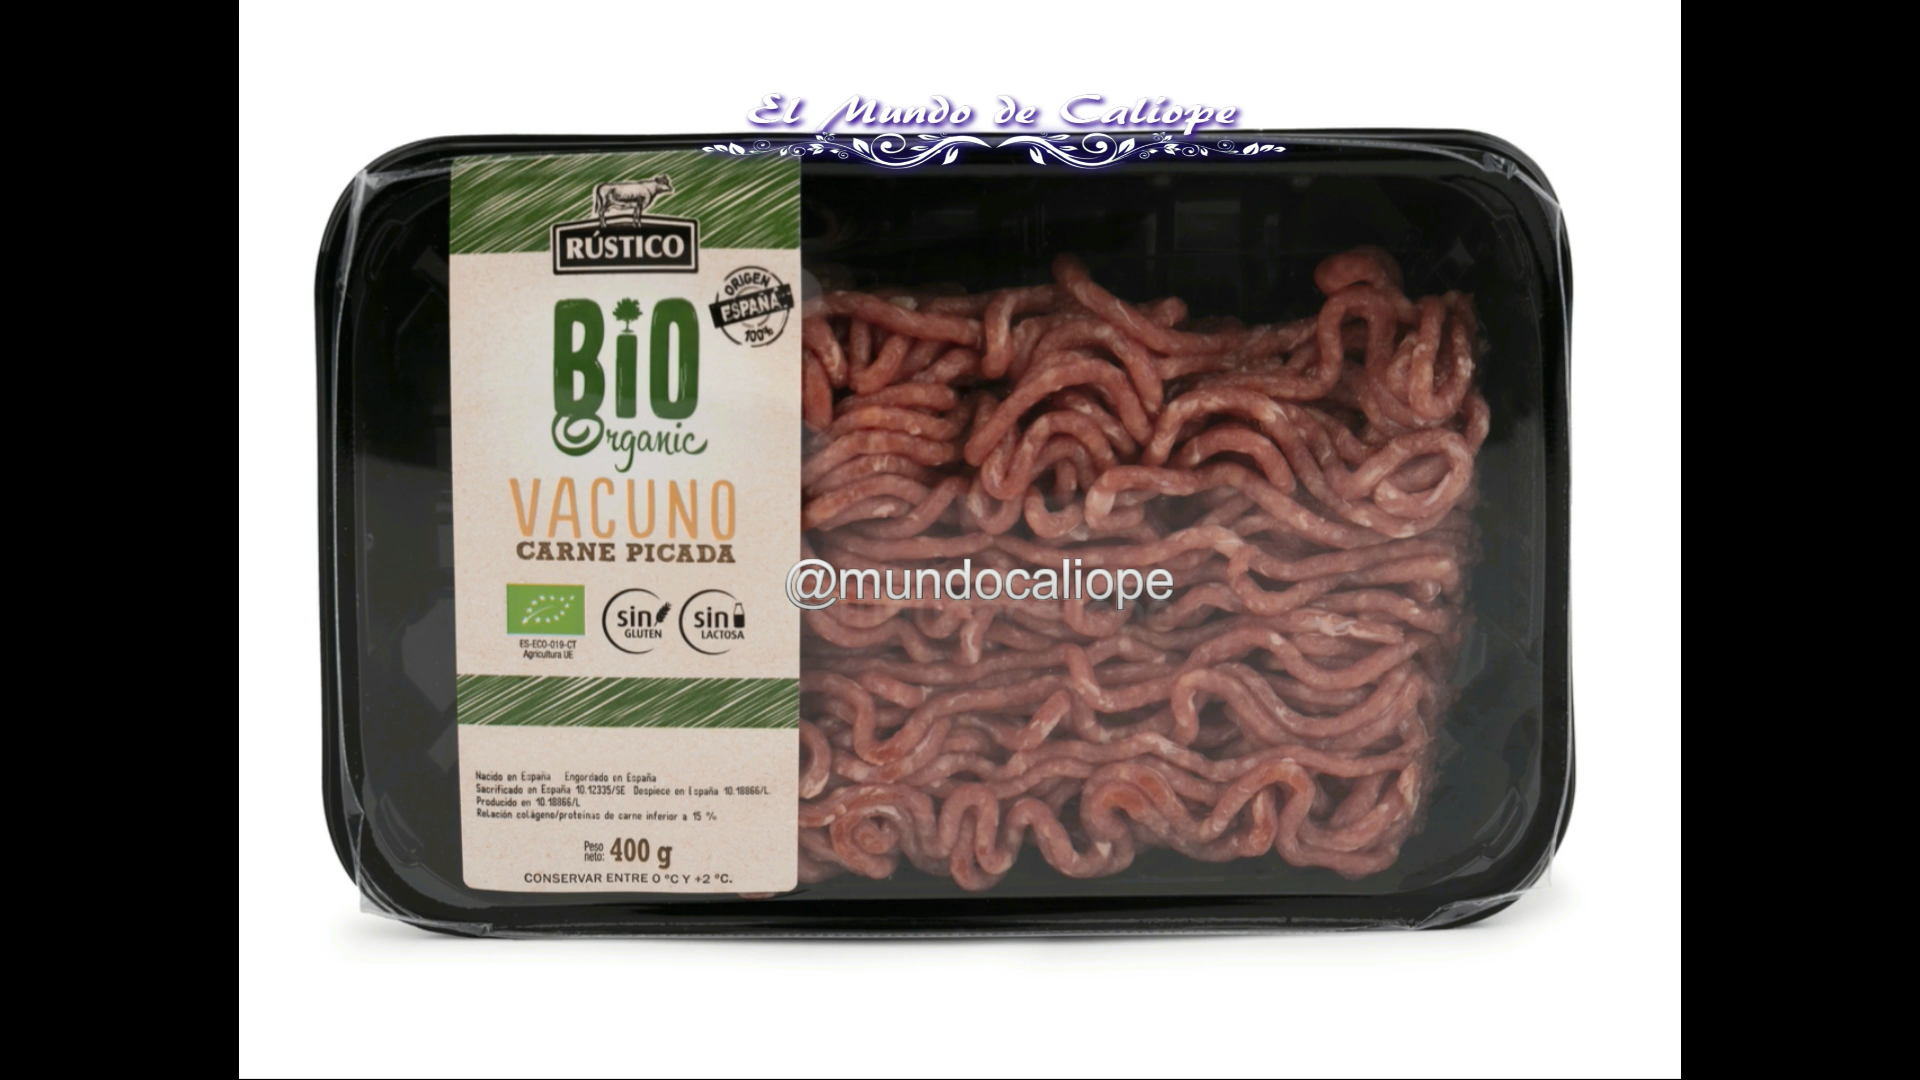 El Mundo de Calíope
RÚSTICO
ORIGEN
ESPAÑA
100%
BiO
Organic
VACUNO
CARNE PICADA
@mundocaliope
sin
GLUTEN
sin
LACTOSA
ES-ECO-019-CT
Agricultura UE
Nacido en España Engordado en España
Sacrificado en España 10.12335/SE Despiece en España 10.18866/L
Producido en 10.18866/L
Relación colágeno/proteínas de carne inferior a 15 %
Peso neto: 400 g
CONSERVAR ENTRE 0 ºC Y +2 ºC.